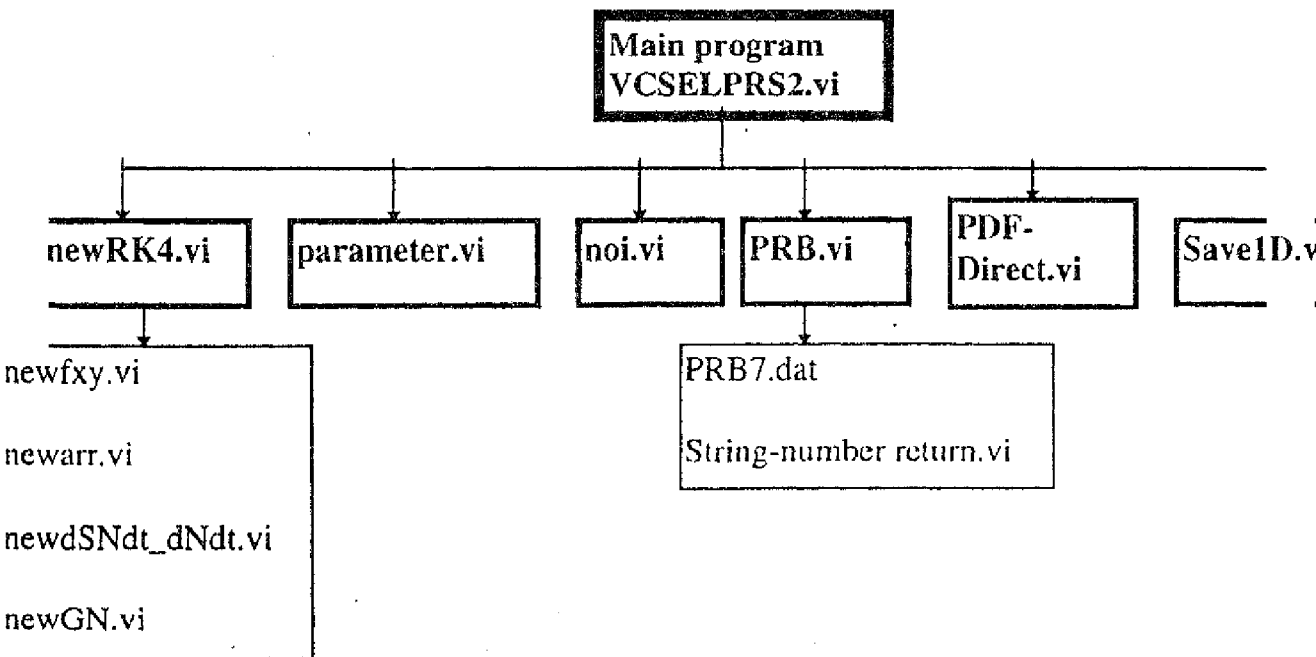 Main program
VCSELPRS2.vi
newRK4.vi
parameter.vi
noi.vi
PRB.vi
PDF-
Direct.vi
Save1D.v
newfxy.vi
newarr.vi
newdSNdt_dNdt.vi
newGN.vi
PRB7.dat
String-number return.vi